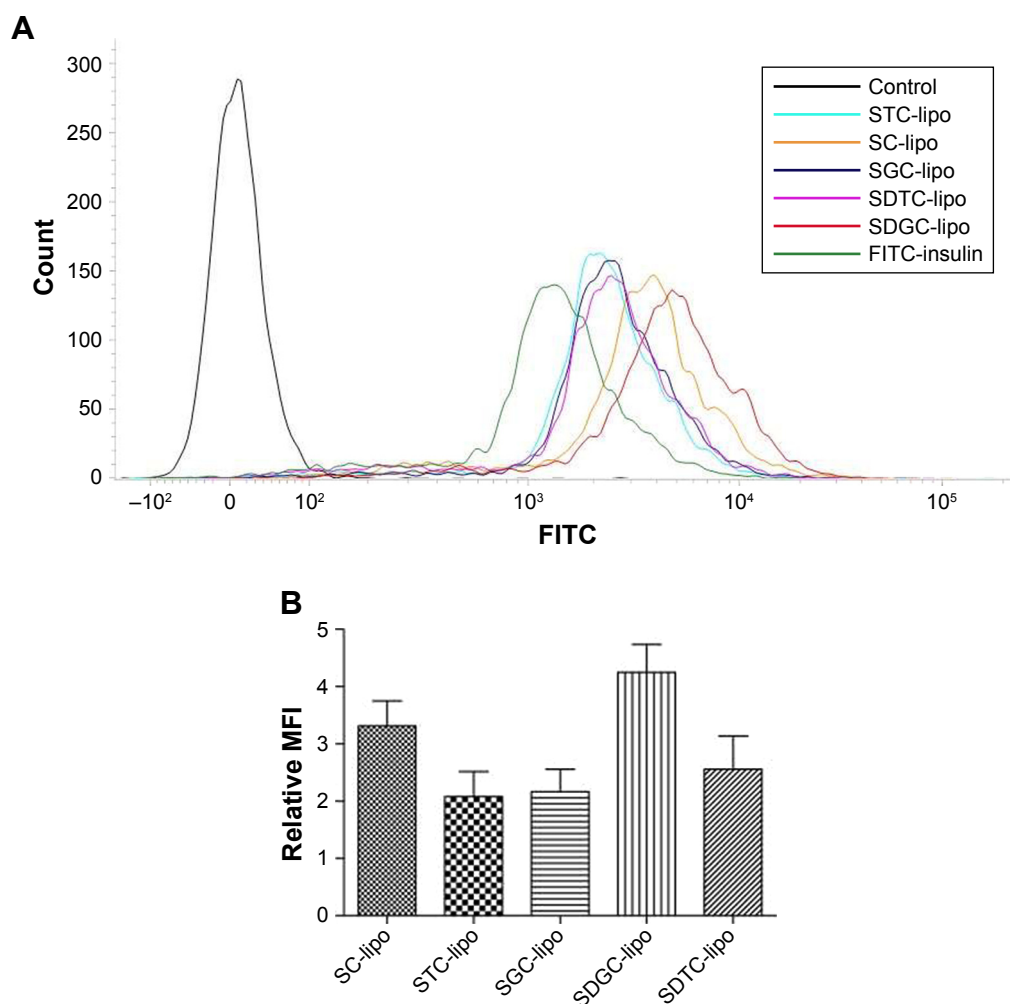 A
300
250
200
150
100
50
0
Count
–10²
0
10²
10³
10⁴
10⁵
FITC
Control
STC-lipo
SC-lipo
SGC-lipo
SDTC-lipo
SDGC-lipo
FITC-insulin
B
5
4
3
2
1
0
Relative MFI
SC-lipo
STC-lipo
SGC-lipo
SDGC-lipo
SDTC-lipo